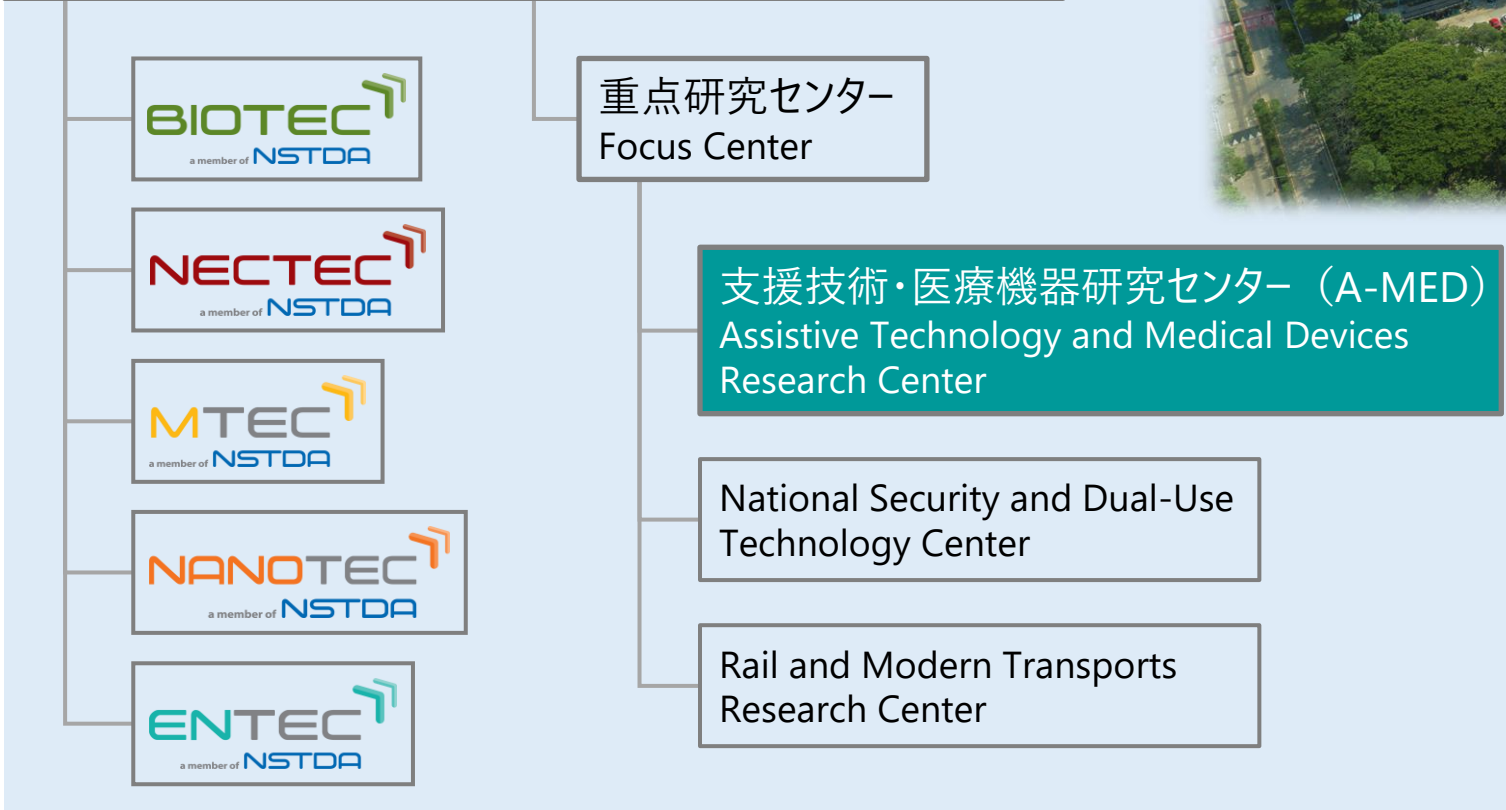 BIOTEC
a member of NSTDA
NECTEC
a member of NSTDA
MTEC
a member of NSTDA
NANOTEC
a member of NSTDA
ENTEC
a member of NSTDA
重点研究センター
Focus Center
支援技術・医療機器研究センター（A-MED）
Assistive Technology and Medical Devices
Research Center
National Security and Dual-Use
Technology Center
Rail and Modern Transports
Research Center